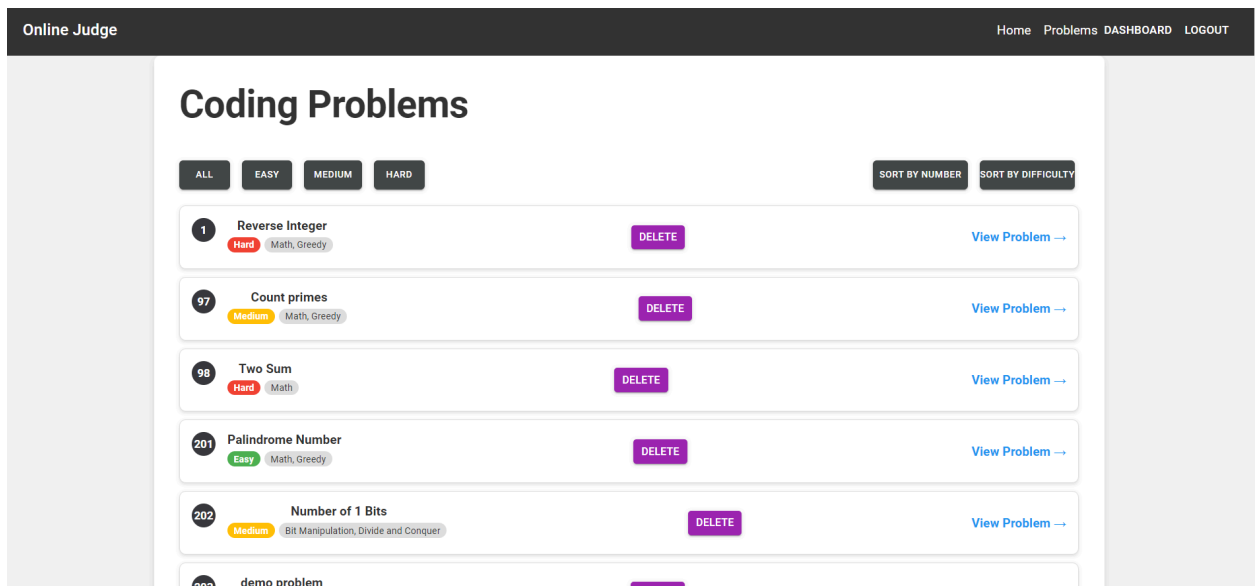 Online Judge
Home Problems DASHBOARD LOGOUT
Coding Problems
ALL EASY MEDIUM HARD SORT BY NUMBER SORT BY DIFFICULTY
1 Reverse Integer
Hard Math, Greedy
DELETE
View Problem →
97 Count primes
Medium Math, Greedy
DELETE
View Problem →
98 Two Sum
Hard Math
DELETE
View Problem →
201 Palindrome Number
Easy Math, Greedy
DELETE
View Problem →
202 Number of 1 Bits
Medium Bit Manipulation, Divide and Conquer
DELETE
View Problem →
demo problem